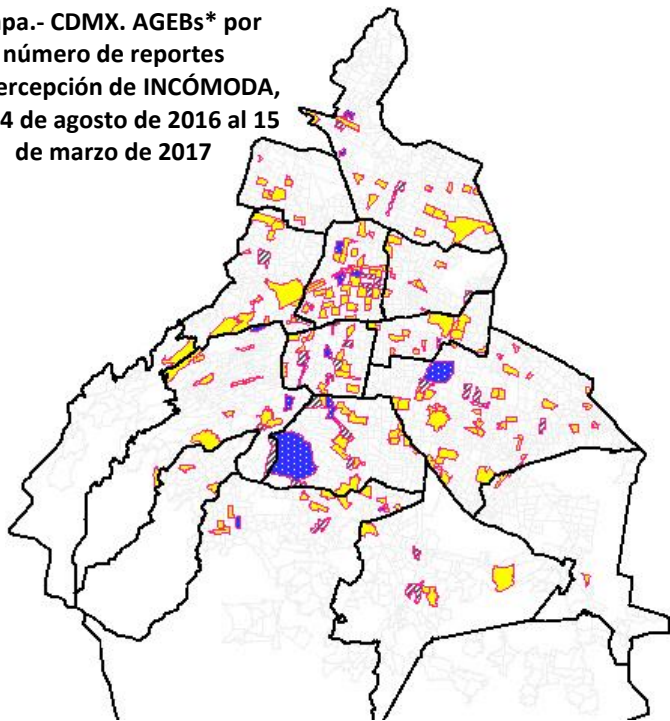 apa.- CDMX. AGEBs* por
número de reportes
ercepción de INCÓMODA,
4 de agosto de 2016 al 15
de marzo de 2017